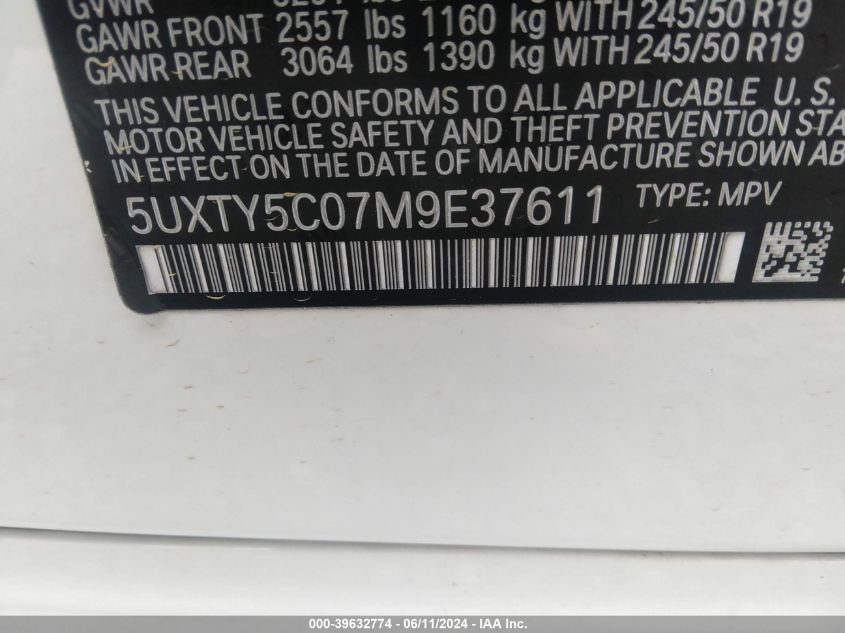 GVWR
GAWR FRONT 2557 lbs 1160 kg WITH 245/50 R19
GAWR REAR 3064 lbs 1390 kg WITH 245/50 R19
THIS VEHICLE CONFORMS TO ALL APPLICABLE U. S.
MOTOR VEHICLE SAFETY AND THEFT PREVENTION STA
IN EFFECT ON THE DATE OF MANUFACTURE SHOWN AB
5UXTY5C07M9E37611 TYPE: MPV
000-39632774 - 06/11/2024 - IAA Inc.